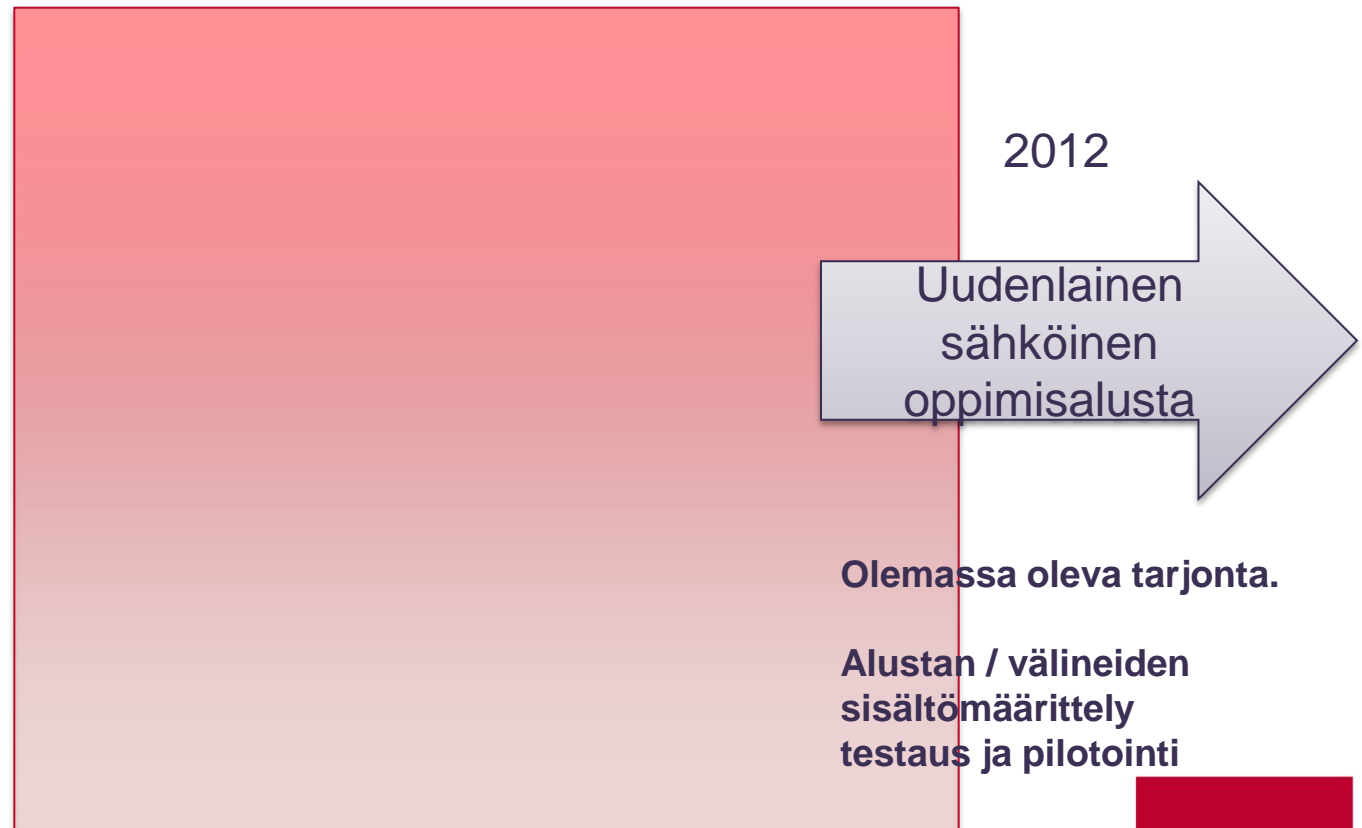 2012
Uudenlainen
sähköinen
oppimisalusta
Olemassa oleva tarjonta.
Alustan / välineiden
sisältömäärittely
testaus ja pilotointi